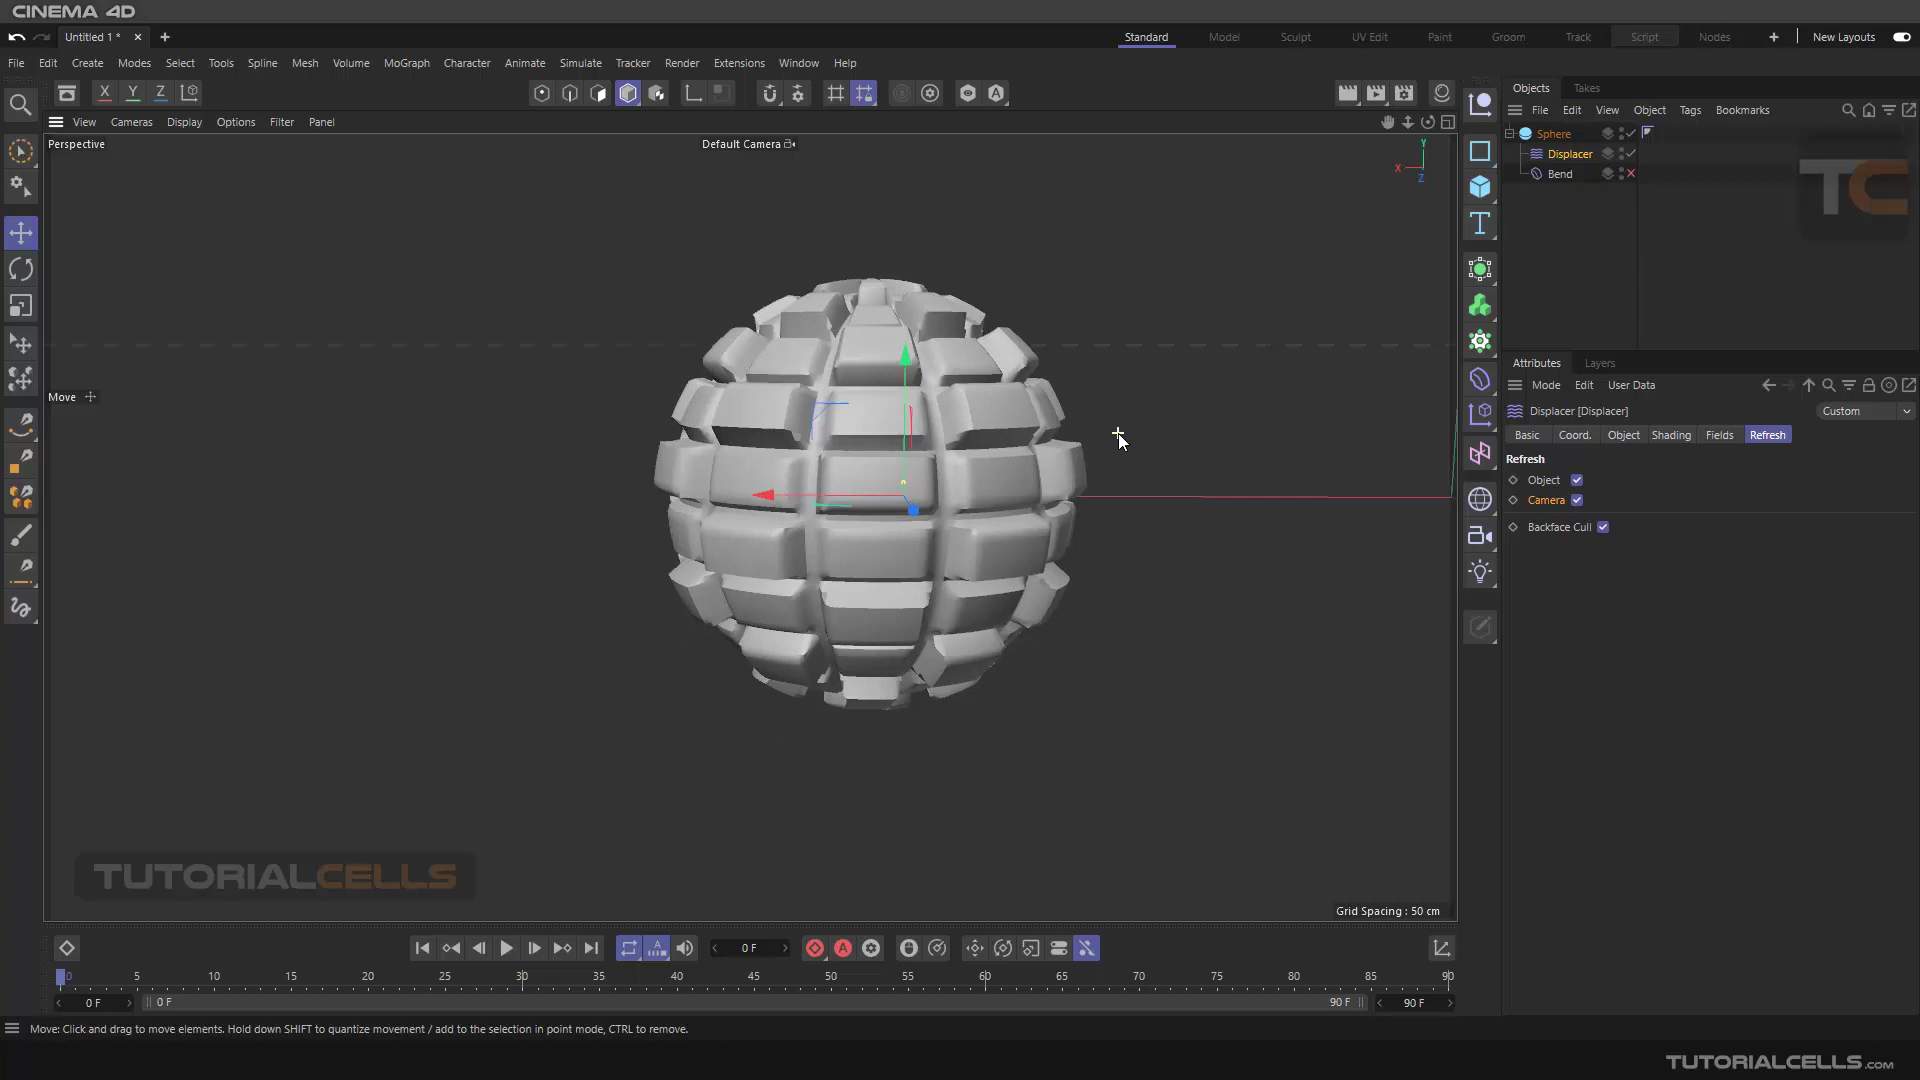 CINEMA 4D
Untitled 1 *
Standard
Model
Sculpt
UV Edit
Paint
Groom
Track
Script
Nodes
New Layouts
File Edit Create Modes Select Tools Spline Mesh Volume MoGraph Character Animate Simulate Tracker Render Extensions Window Help
X Y Z
A
Objects Takes
View Cameras Display Options Filter Panel
File Edit View Object Tags Bookmarks
Perspective
Default Camera
Y
X
Z
Sphere
Displacer
Bend
TC
T
Move
Attributes Layers
Mode Edit User Data
Displacer [Displacer]
Custom
Basic Coord. Object Shading Fields Refresh
Refresh
Object
Camera
Backface Cull
TUTORIALCELLS
Grid Spacing : 50 cm
A
0 F
A
0 5 10 15 20 25 30 35 40 45 50 55 60 65 70 75 80 85 90
0 F
0 F
90 F
90 F
Move: Click and drag to move elements. Hold down SHIFT to quantize movement / add to the selection in point mode, CTRL to remove.
TUTORIALCELLS.COM